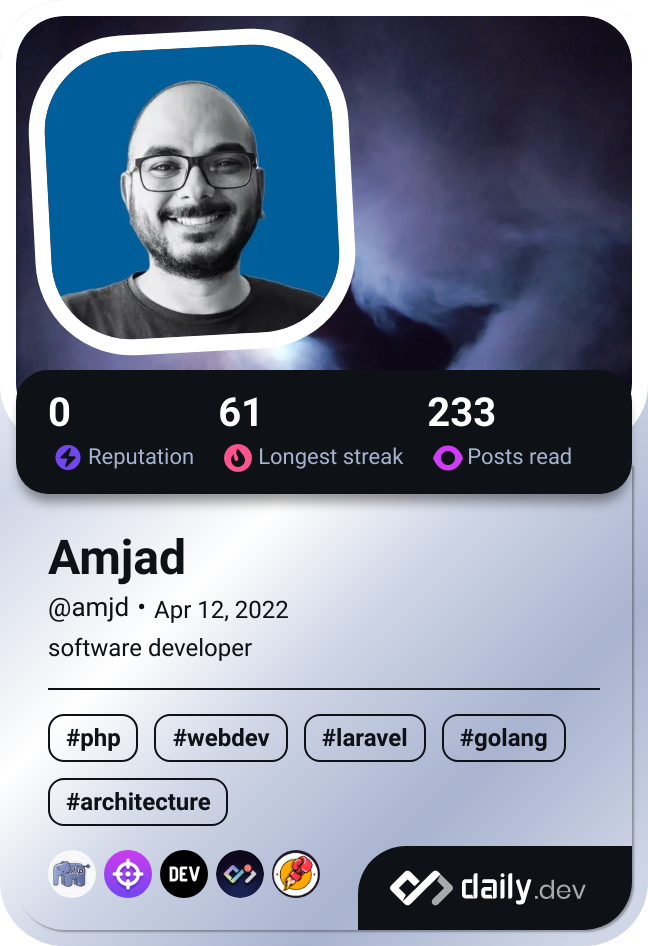 0 61 233
Reputation Longest streak Posts read
Amjad
@amjd • Apr 12, 2022
software developer
#php #webdev #laravel #golang
#architecture
php DEV
daily.dev